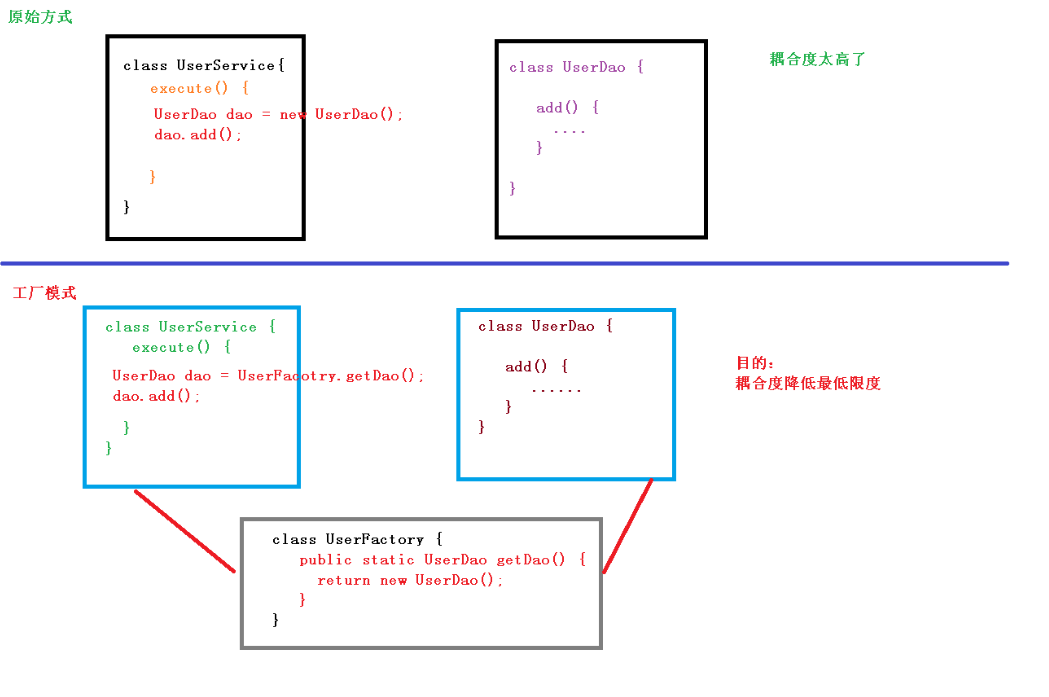 原始方式
class UserService{
execute() {
UserDao dao = new UserDao();
dao.add();
}
}
class UserDao {
add() {
....
}
}
耦合度太高了
工厂模式
class UserService {
execute() {
UserDao dao = UserFacotry.getDao();
dao.add();
}
}
class UserDao {
add() {
......
}
}
目的:
耦合度降低最低限度
class UserFactory {
public static UserDao getDao() {
return new UserDao();
}
}